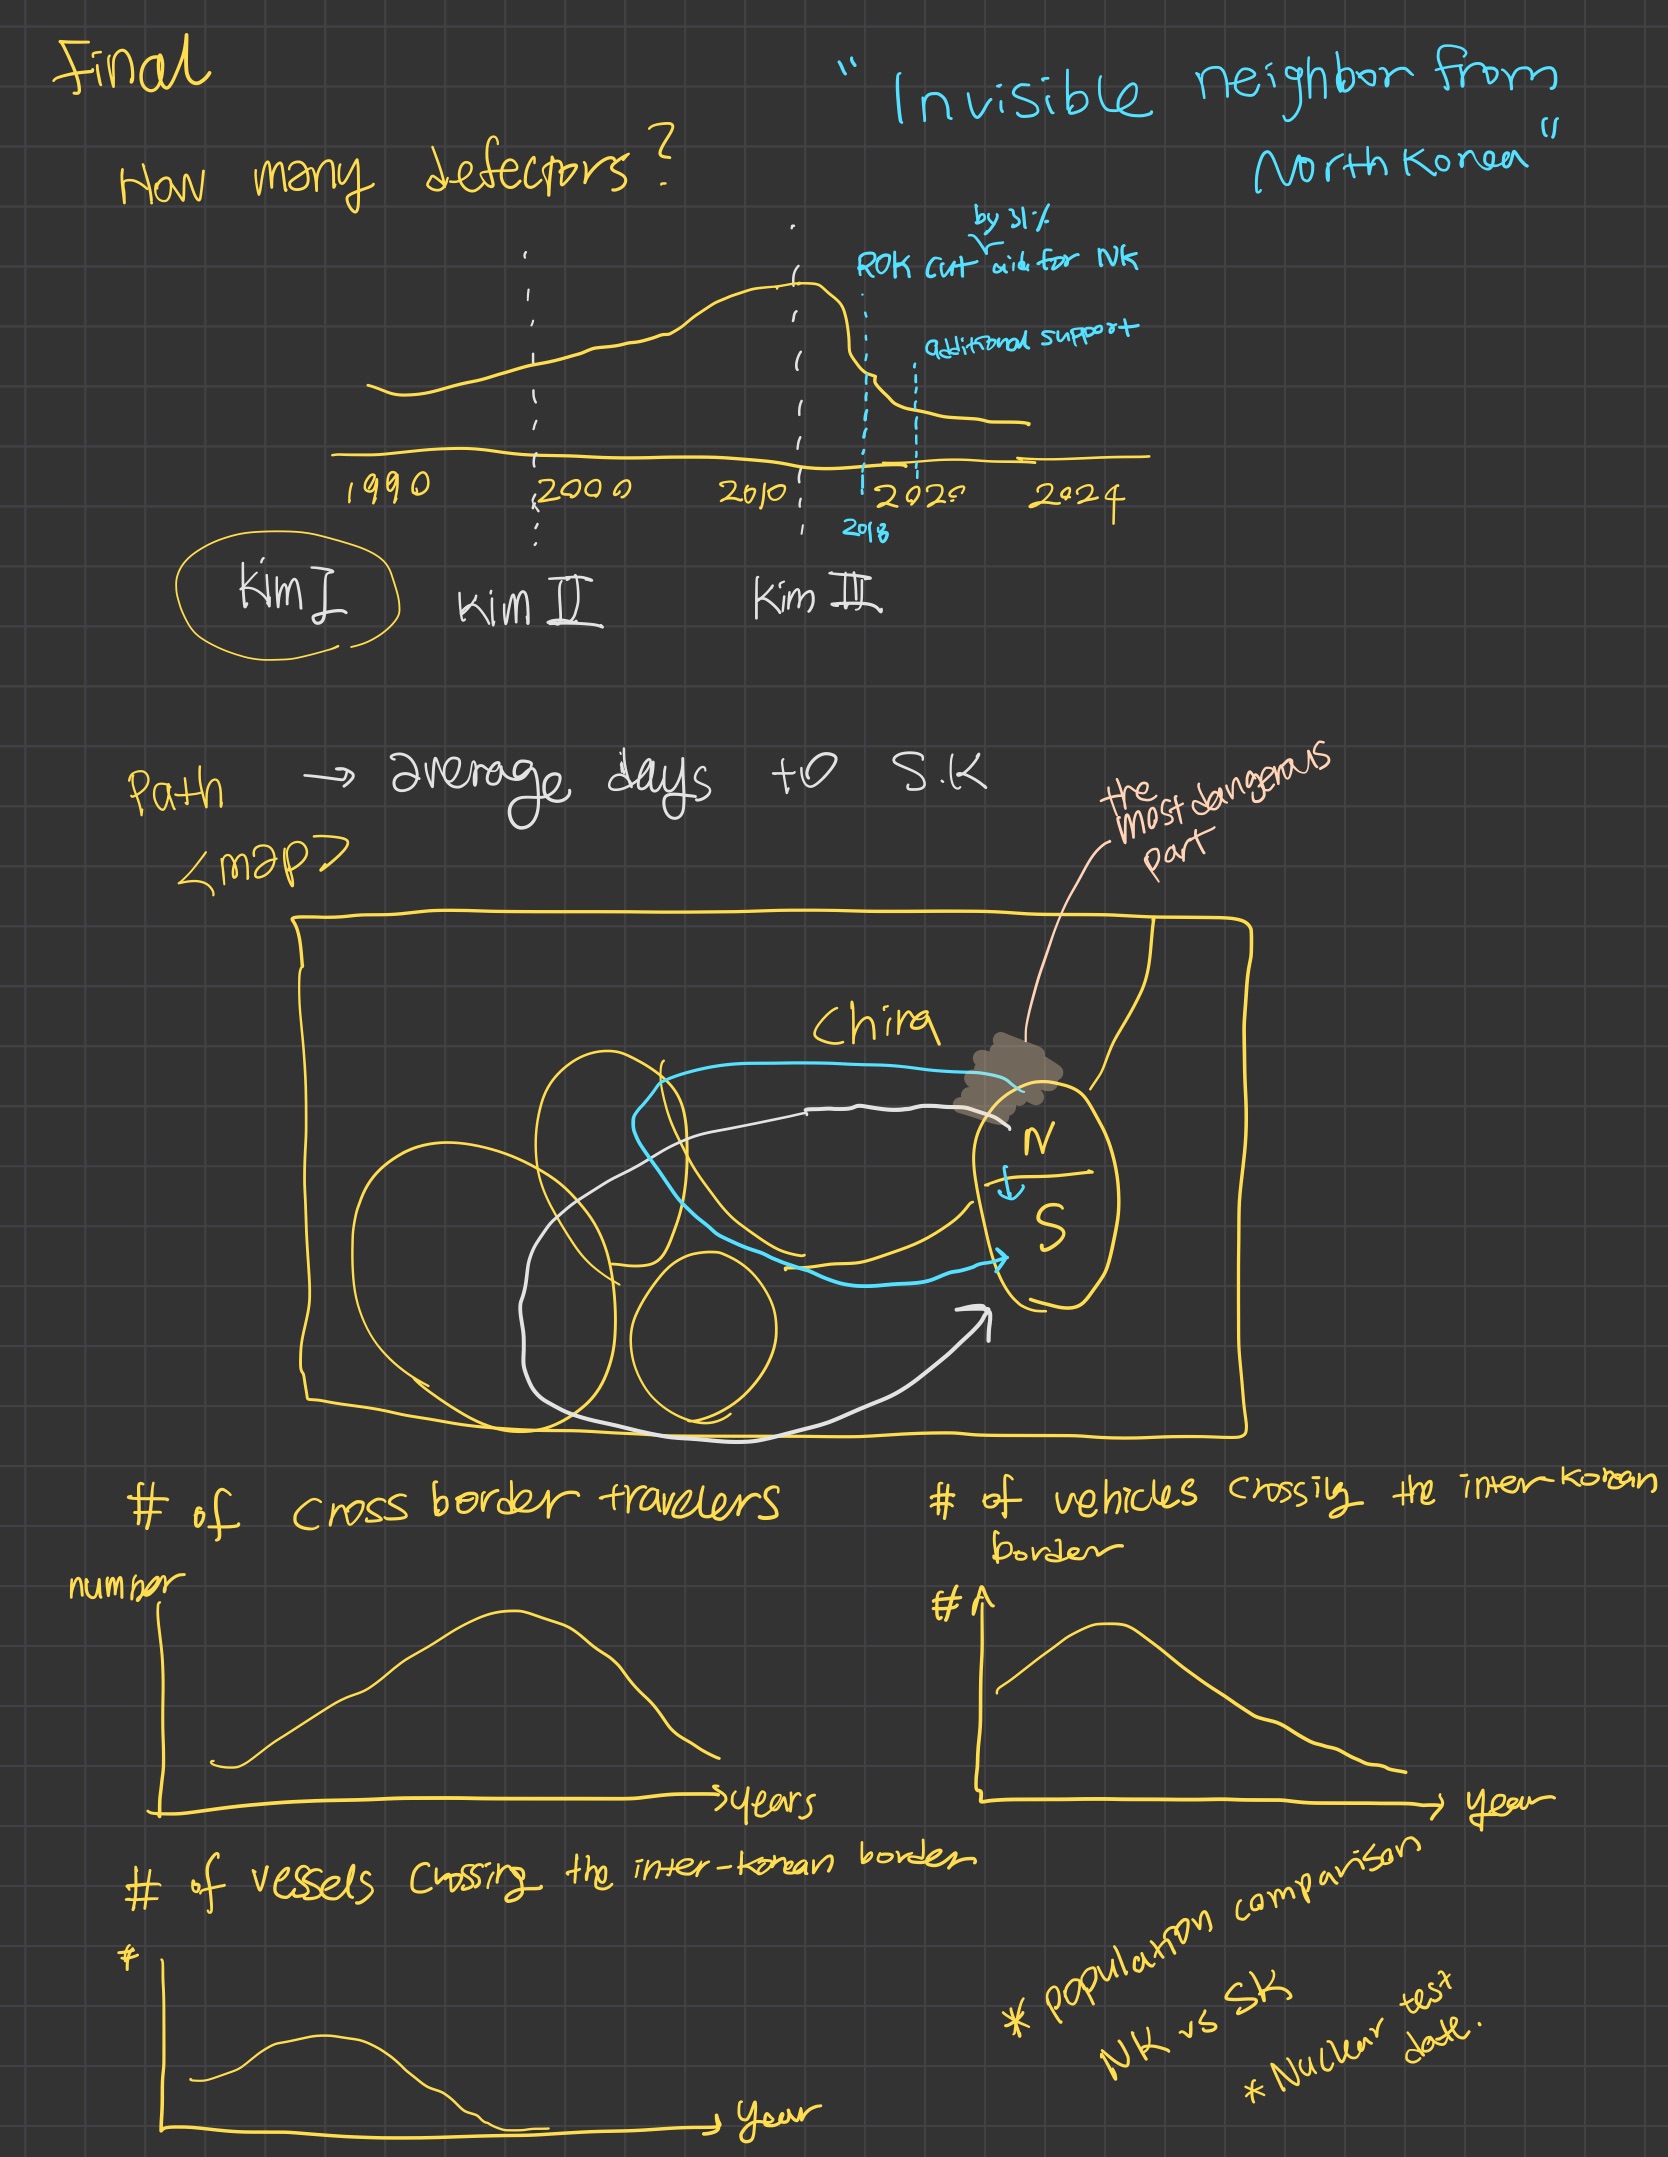 Final
"Invisible neighbor from
North Korea"
How many defectors?
by 31%
ROK cut aide for NK
additional support
1990 2000 2010 2020 2024
2018
Kim I Kim II Kim III
Path → average days to S.K
<map>
the
most dangerous
part
China
N
S
# of cross border travelers
number
years
# of vehicles crossing the inter-korean
border
#
year
# of vessels crossing the inter-korean border
#
year
* population comparison
NK vs SK
* Nuclear test
date.